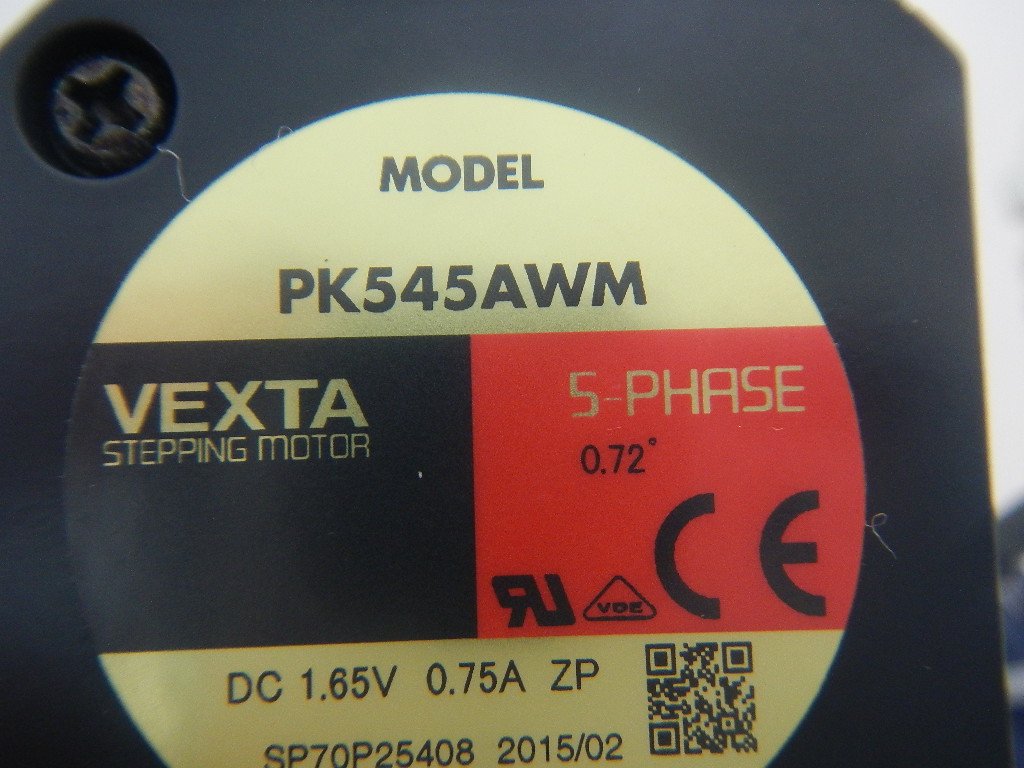 MODEL
PK545AWM
VEXTA
STEPPING MOTOR
5-PHASE
0.72°
CE
RU
VDE
DC 1.65V 0.75A ZP
SP70P25408 2015/02